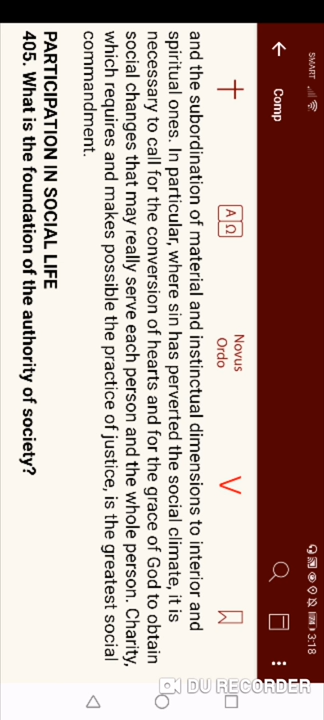 SMART 3:18
Comp
Α Ω Novus
Ordo V
and the subordination of material and instinctual dimensions to interior and
spiritual ones. In particular, where sin has perverted the social climate, it is
necessary to call for the conversion of hearts and for the grace of God to obtain
social changes that may really serve each person and the whole person. Charity,
which requires and makes possible the practice of justice, is the greatest social
commandment.
PARTICIPATION IN SOCIAL LIFE
405. What is the foundation of the authority of society?
DU RECORDER